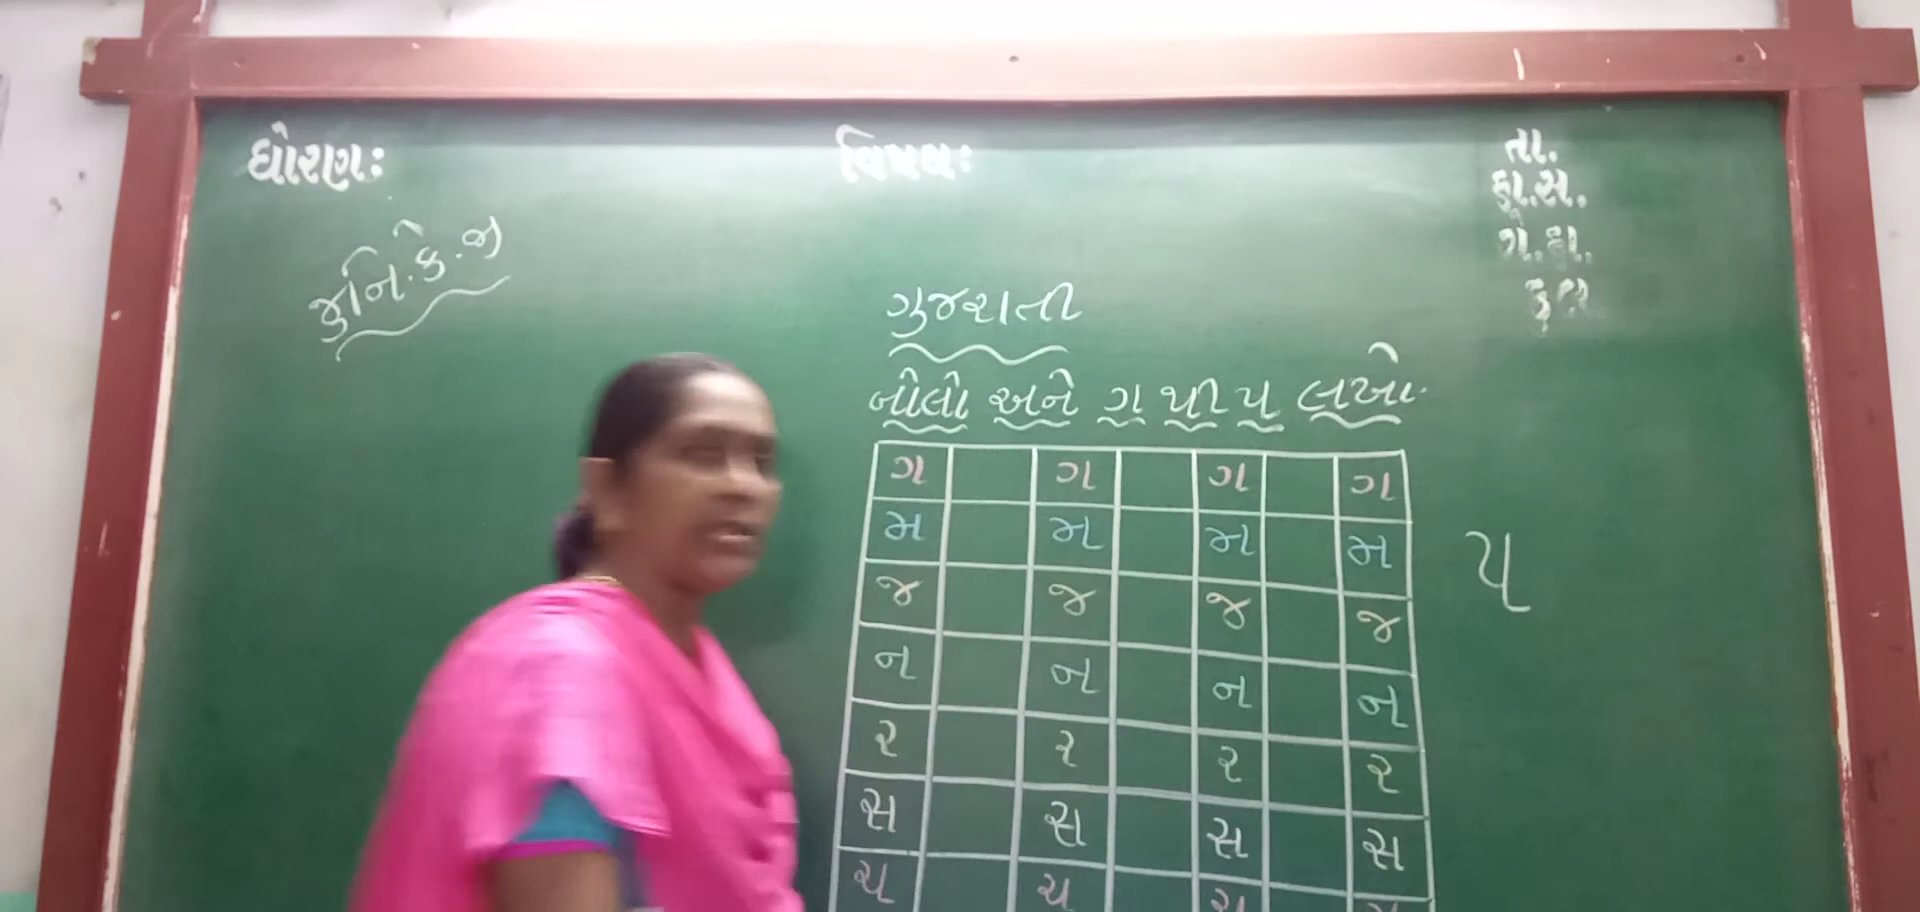 ધોરણ:
વિષય:
તા.
હા.સ.
ગે.હા.
કુલ
જુનિ.કે.જી
ગુજરાતી
બોલો અને ગ થી પ લખો.
ગ ગ ગ ગ
મ મ મ મ
જ જ જ જ
ન ન ન ન
ર ર ર ર
સ સ સ સ
ચ ચ
પ